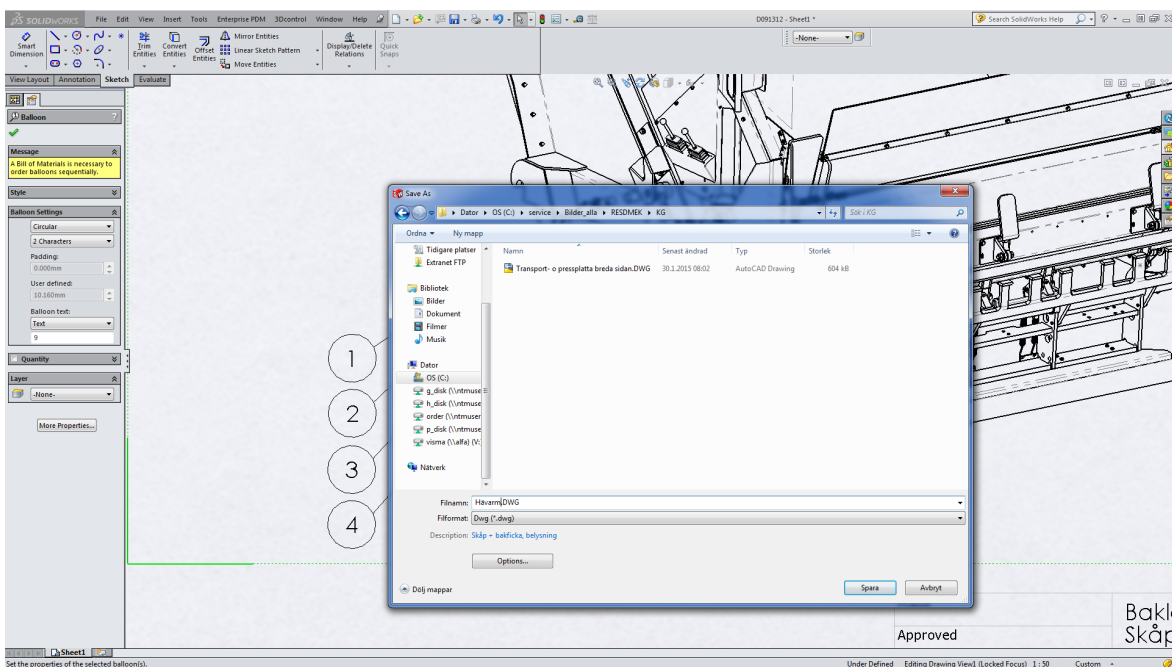 SOLIDWORKS File Edit View Insert Tools Enterprise PDM 3Dcontrol Window Help D091312 - Sheet1 * Search SolidWorks Help
Smart Dimension
Trim Entities
Convert Entities
Offset Entities
Mirror Entities
Linear Sketch Pattern
Move Entities
Display/Delete Relations
Quick Snaps
-None-
View Layout Annotation Sketch Evaluate
Balloon ?
Message
A Bill of Materials is necessary to
order balloons sequentially.
Style
Balloon Settings
Circular
2 Characters
Padding:
0.000mm
User defined:
10.160mm
Balloon text:
Text
9
Quantity
Layer
-None-
More Properties...
1
2
3
4
Save As
Dator OS (C:) service Bilder_alla RESDMEK KG Sök i KG
Ordna Ny mapp
Tidigare platser
Extranet FTP
Bibliotek
Bilder
Dokument
Filmer
Musik
Dator
OS (C:)
g_disk (\\ntmuse
h_disk (\\ntmuse
order (\\ntmuser
p_disk (\\ntmuse
visma (\\alfa) (V:
Nätverk
Namn Senast ändrad Typ Storlek
Transport- o pressplatta breda sidan.DWG 30.1.2015 08:02 AutoCAD Drawing 604 kB
Filnamn: Hävarm.DWG
Filformat: Dwg (*.dwg)
Description: Skåp + bakficka, belysning
Options...
Dölj mappar Spara Avbryt
Approved
Bakl
Skåp
Sheet1
Set the properties of the selected balloon(s). Under Defined Editing Drawing View1 (Locked Focus) 1 : 50 Custom